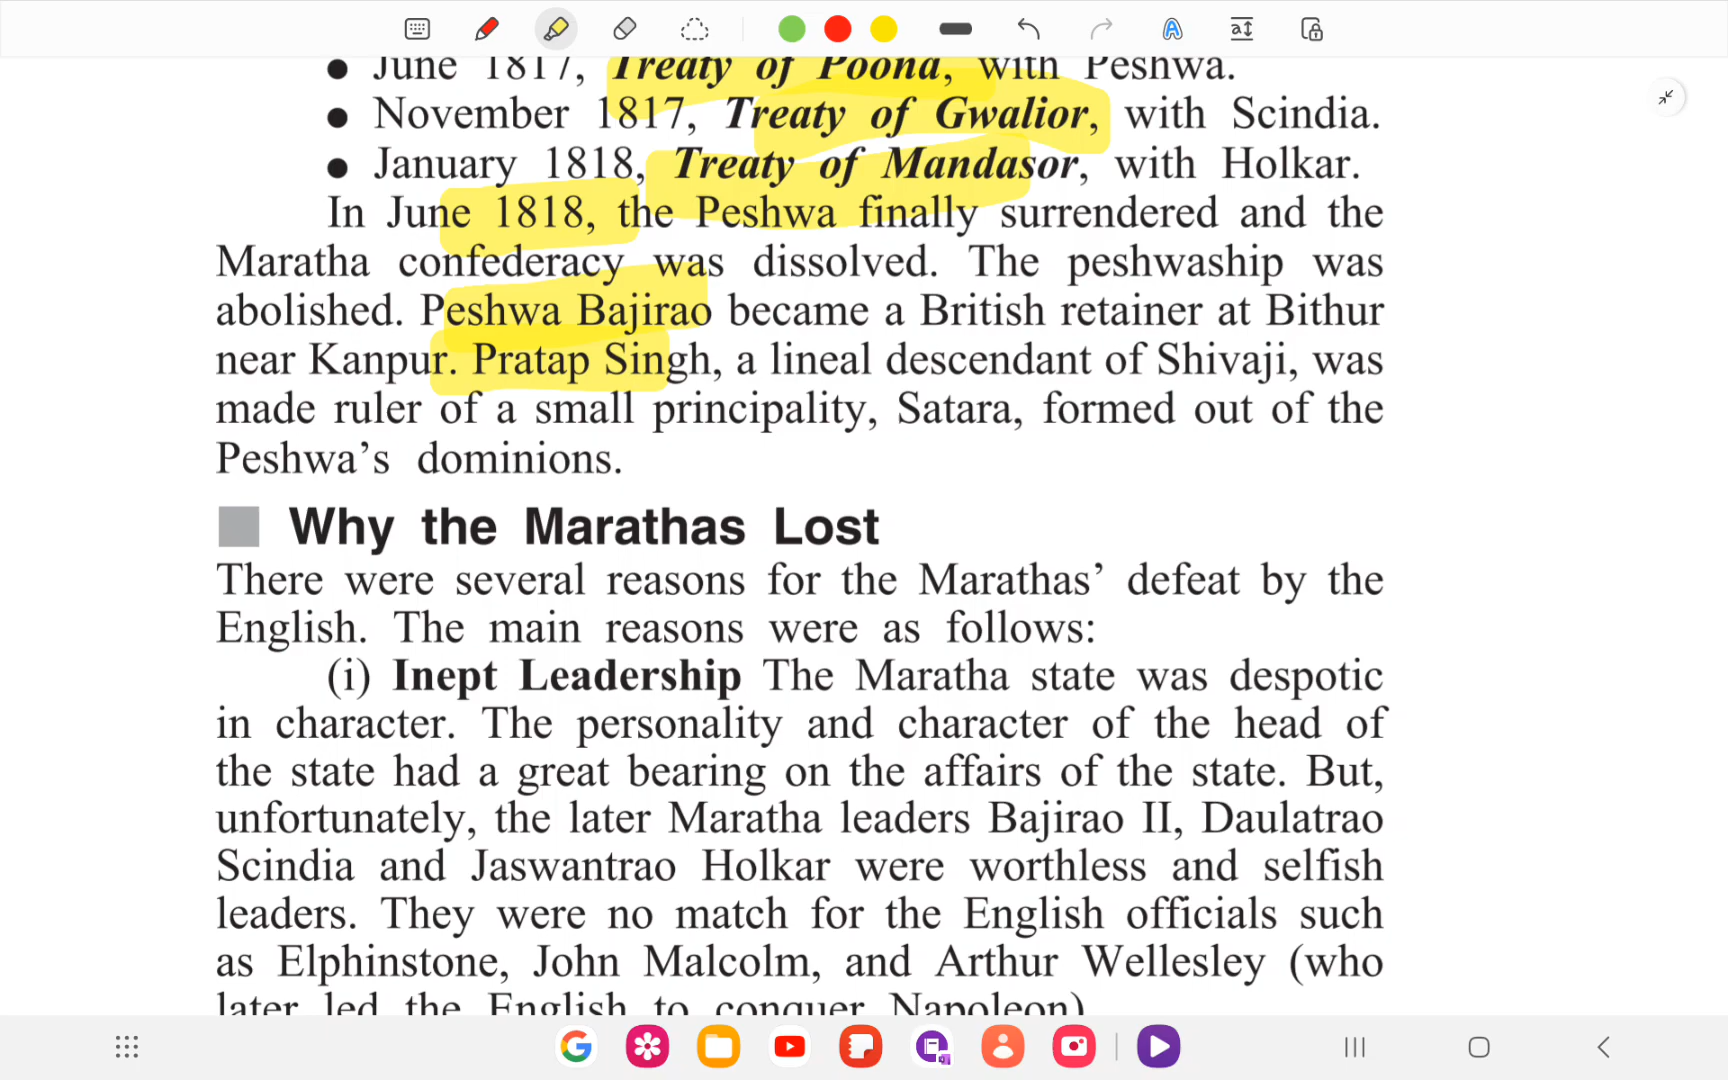 ● June 1817, Treaty of Poona, with Peshwa.
● November 1817, Treaty of Gwalior, with Scindia.
● January 1818, Treaty of Mandasor, with Holkar.
In June 1818, the Peshwa finally surrendered and the
Maratha confederacy was dissolved. The peshwaship was
abolished. Peshwa Bajirao became a British retainer at Bithur
near Kanpur. Pratap Singh, a lineal descendant of Shivaji, was
made ruler of a small principality, Satara, formed out of the
Peshwa’s dominions.
Why the Marathas Lost
There were several reasons for the Marathas’ defeat by the
English. The main reasons were as follows:
(i) Inept Leadership The Maratha state was despotic
in character. The personality and character of the head of
the state had a great bearing on the affairs of the state. But,
unfortunately, the later Maratha leaders Bajirao II, Daulatrao
Scindia and Jaswantrao Holkar were worthless and selfish
leaders. They were no match for the English officials such
as Elphinstone, John Malcolm, and Arthur Wellesley (who
later led the English to conquer Napoleon).